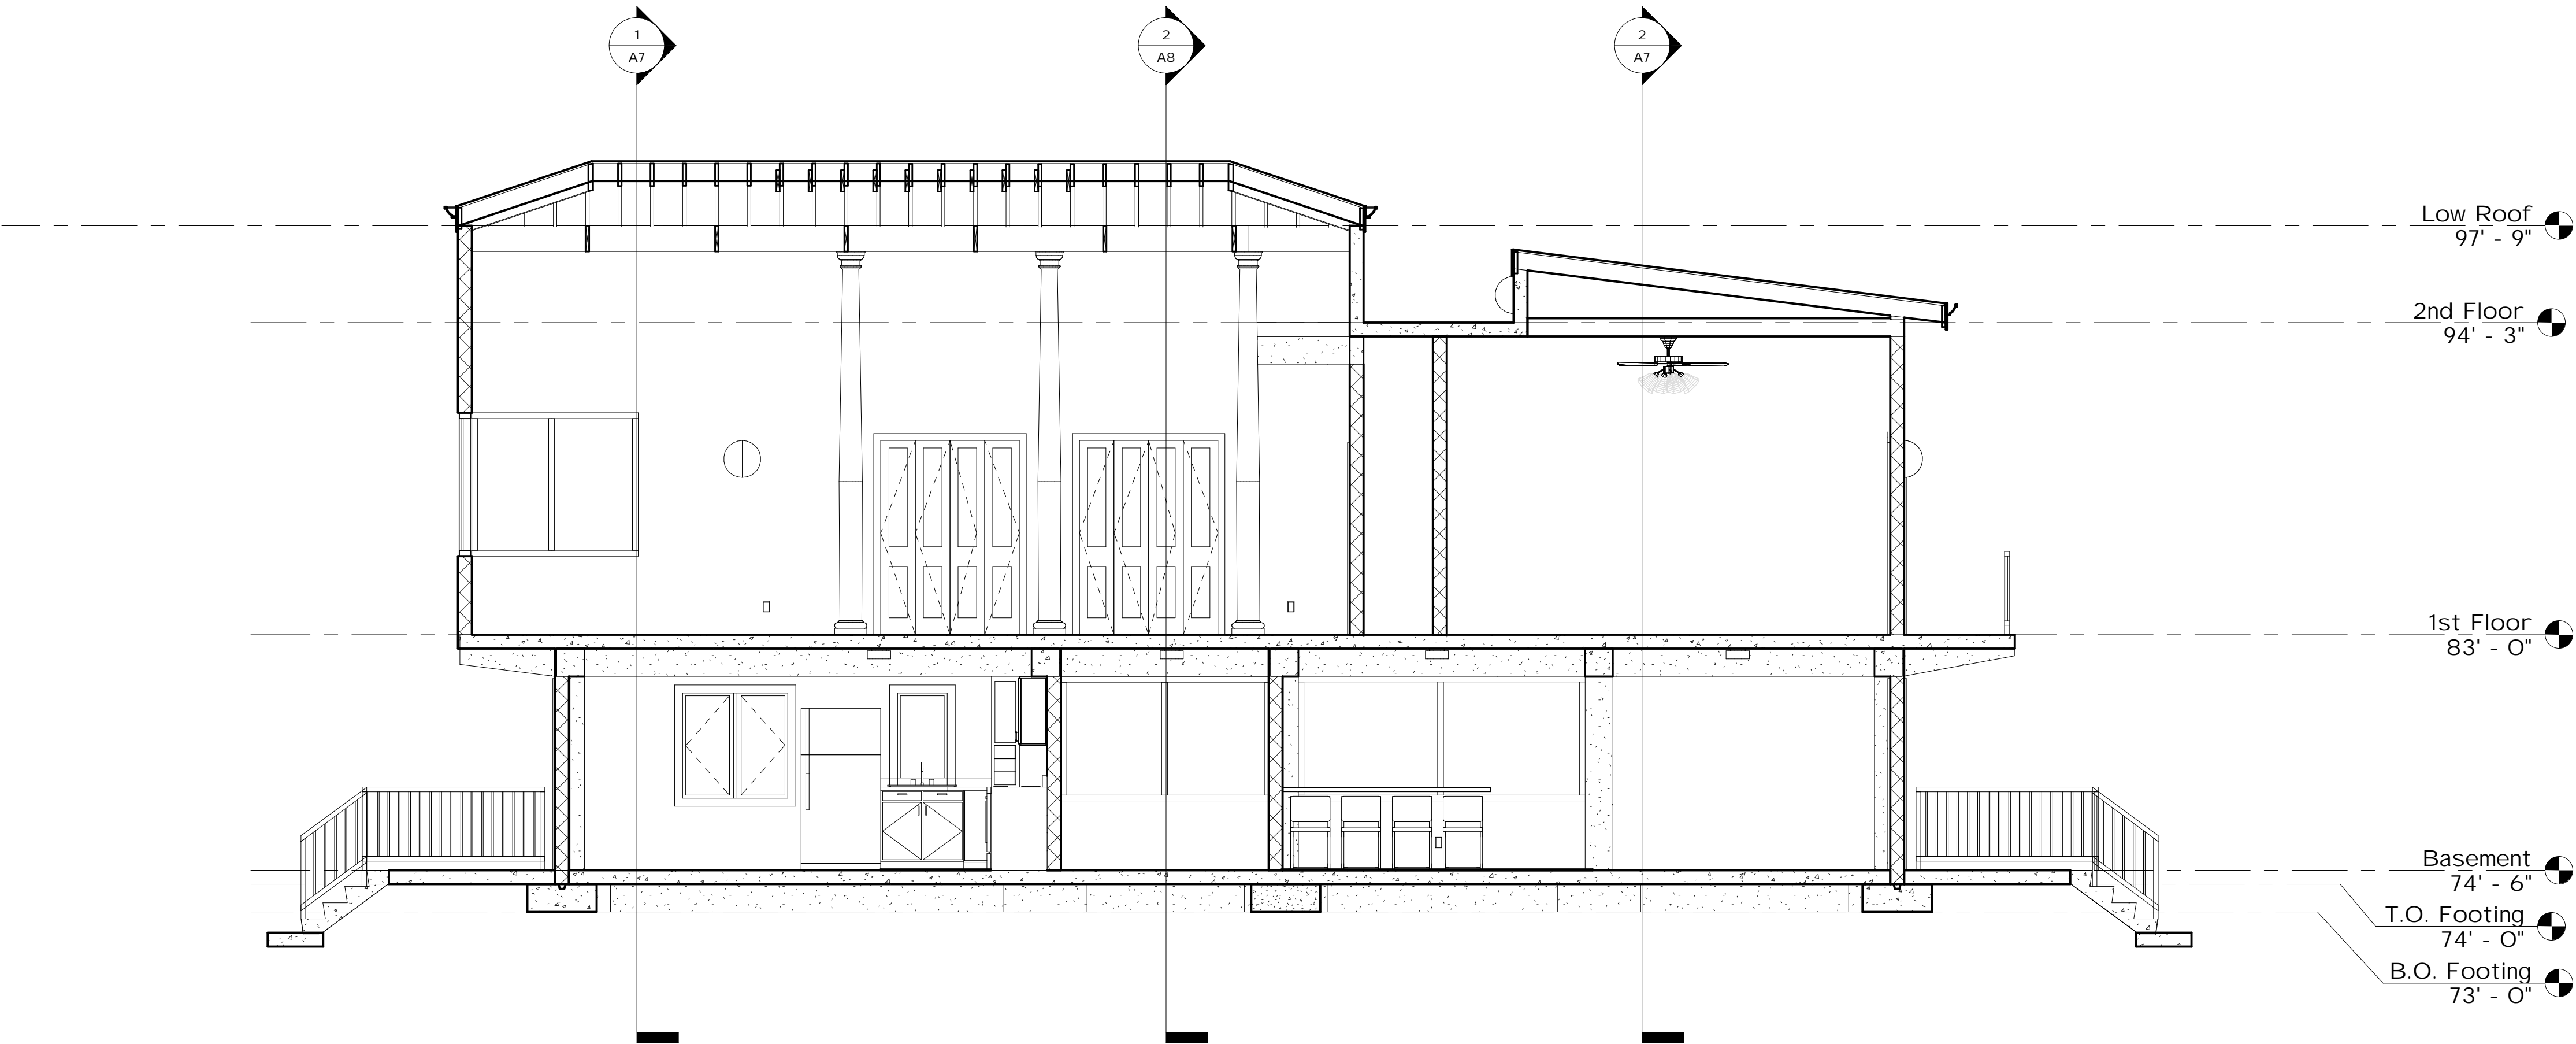 1
A7
2
A8
2
A7
Low Roof
97' - 9"
2nd Floor
94' - 3"
1st Floor
83' - 0"
Basement
74' - 6"
T.O. Footing
74' - 0"
B.O. Footing
73' - 0"